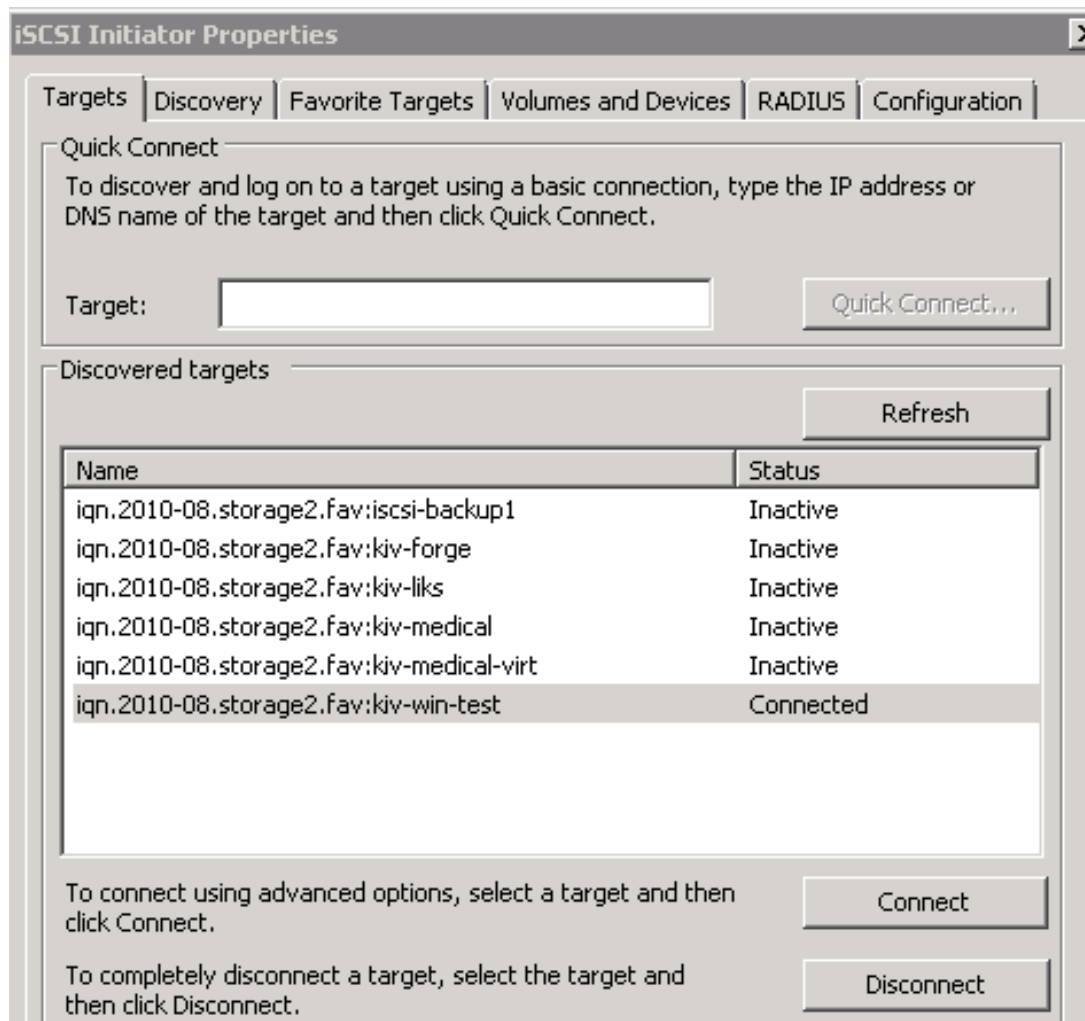 iSCSI Initiator Properties
Targets Discovery Favorite Targets Volumes and Devices RADIUS Configuration
Quick Connect
To discover and log on to a target using a basic connection, type the IP address or
DNS name of the target and then click Quick Connect.
Target: Quick Connect...
Discovered targets
Refresh
Name Status
iqn.2010-08.storage2.fav:iscsi-backup1 Inactive
iqn.2010-08.storage2.fav:kiv-forge Inactive
iqn.2010-08.storage2.fav:kiv-liks Inactive
iqn.2010-08.storage2.fav:kiv-medical Inactive
iqn.2010-08.storage2.fav:kiv-medical-virt Inactive
iqn.2010-08.storage2.fav:kiv-win-test Connected
To connect using advanced options, select a target and then
click Connect.
Connect
To completely disconnect a target, select the target and
then click Disconnect.
Disconnect